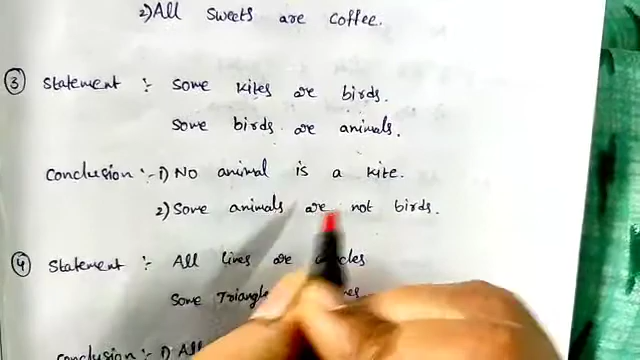 2) All sweets are coffee.
③ Statement :- Some kites are birds.
Some birds are animals.
Conclusion :- 1) No animal is a kite.
2) Some animals are not birds.
④ Statement :- All lines are
Some
Conclusion :- 1) All